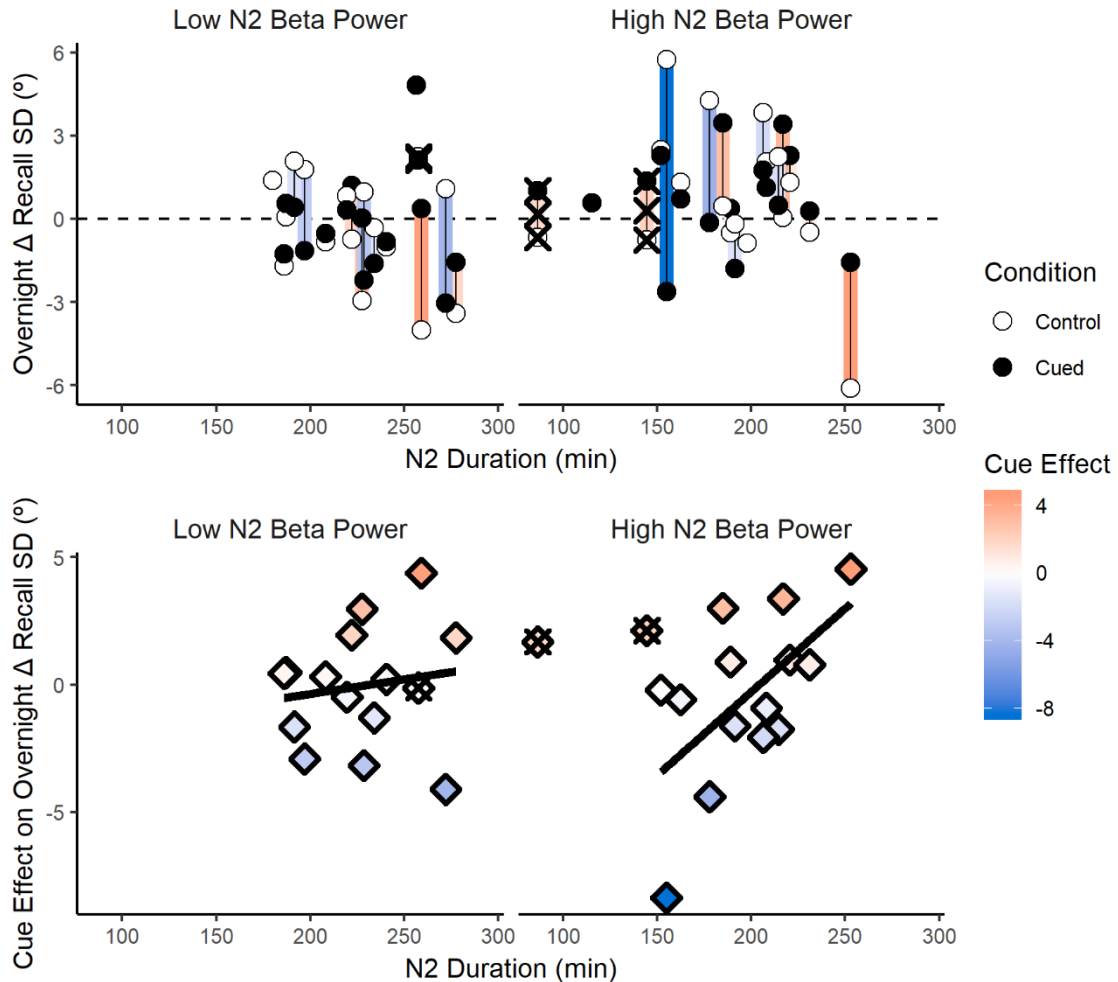 Low N2 Beta Power
High N2 Beta Power
Overnight Δ Recall SD (º)
6
3
0
-3
-6
100 150 200 250 300
100 150 200 250 300
N2 Duration (min)
Condition
Control
Cued
Cue Effect
4
0
-4
-8
Low N2 Beta Power
High N2 Beta Power
Cue Effect on Overnight Δ Recall SD (º)
5
0
-5
100 150 200 250 300
100 150 200 250 300
N2 Duration (min)